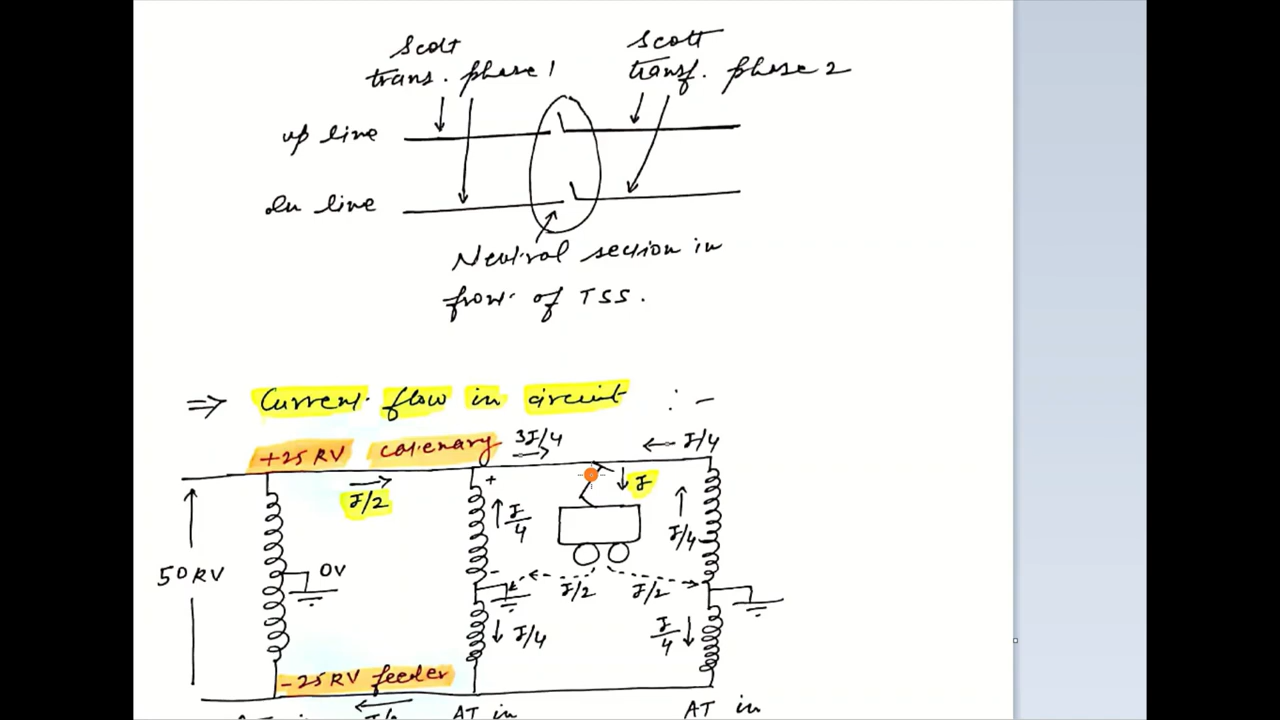 Scott
trans. phase 1
Scott
transf. phase 2
up line
dn line
Neutral section in
front of TSS.
⇒ Current flow in circuit :-
+25 KV catenary
3I/4
I/4
I/2
I
+
I/4
I/4
50 KV
0V
-
I/2
I/2
I/4
I/4
-25 KV feeder
I/2
AT in
AT in